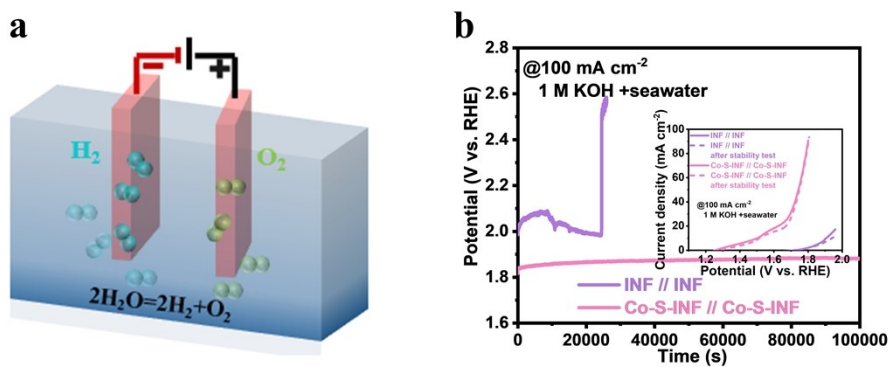 a
H₂
O₂
2H₂O=2H₂+O₂
b
Potential (V vs. RHE)
2.8
2.6
2.4
2.2
2.0
1.8
1.6
@100 mA cm⁻²
1 M KOH +seawater
Current density (mA cm⁻²)
100
80
60
40
20
0
INF // INF
INF // INF
after stability test
Co-S-INF // Co-S-INF
Co-S-INF // Co-S-INF
after stability test
@100 mA cm⁻²
1 M KOH +seawater
1.2 1.4 1.6 1.8 2.0
Potential (V vs. RHE)
INF // INF
Co-S-INF // Co-S-INF
0 20000 40000 60000 80000 100000
Time (s)